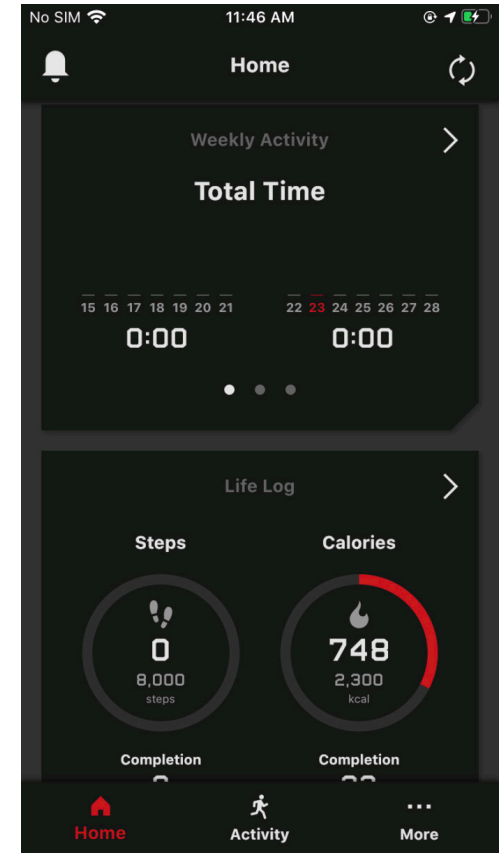 No SIM 11:46 AM
Home
Weekly Activity
Total Time
15 16 17 18 19 20 21 22 23 24 25 26 27 28
0:00 0:00
Life Log
Steps Calories
0 748
8,000 2,300
steps kcal
Completion Completion
Home Activity More